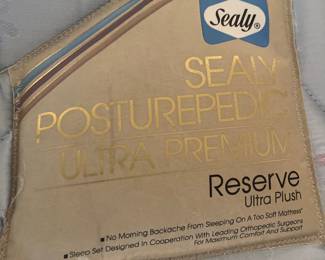 Sealy®
SEALY
POSTUREPEDIC
ULTRA PREMIUM
Reserve
Ultra Plush
■ No Morning Backache From Sleeping On A Too Soft Mattress®
■ Sleep Set Designed In Cooperation With Leading Orthopedic Surgeons
For Maximum Comfort And Support